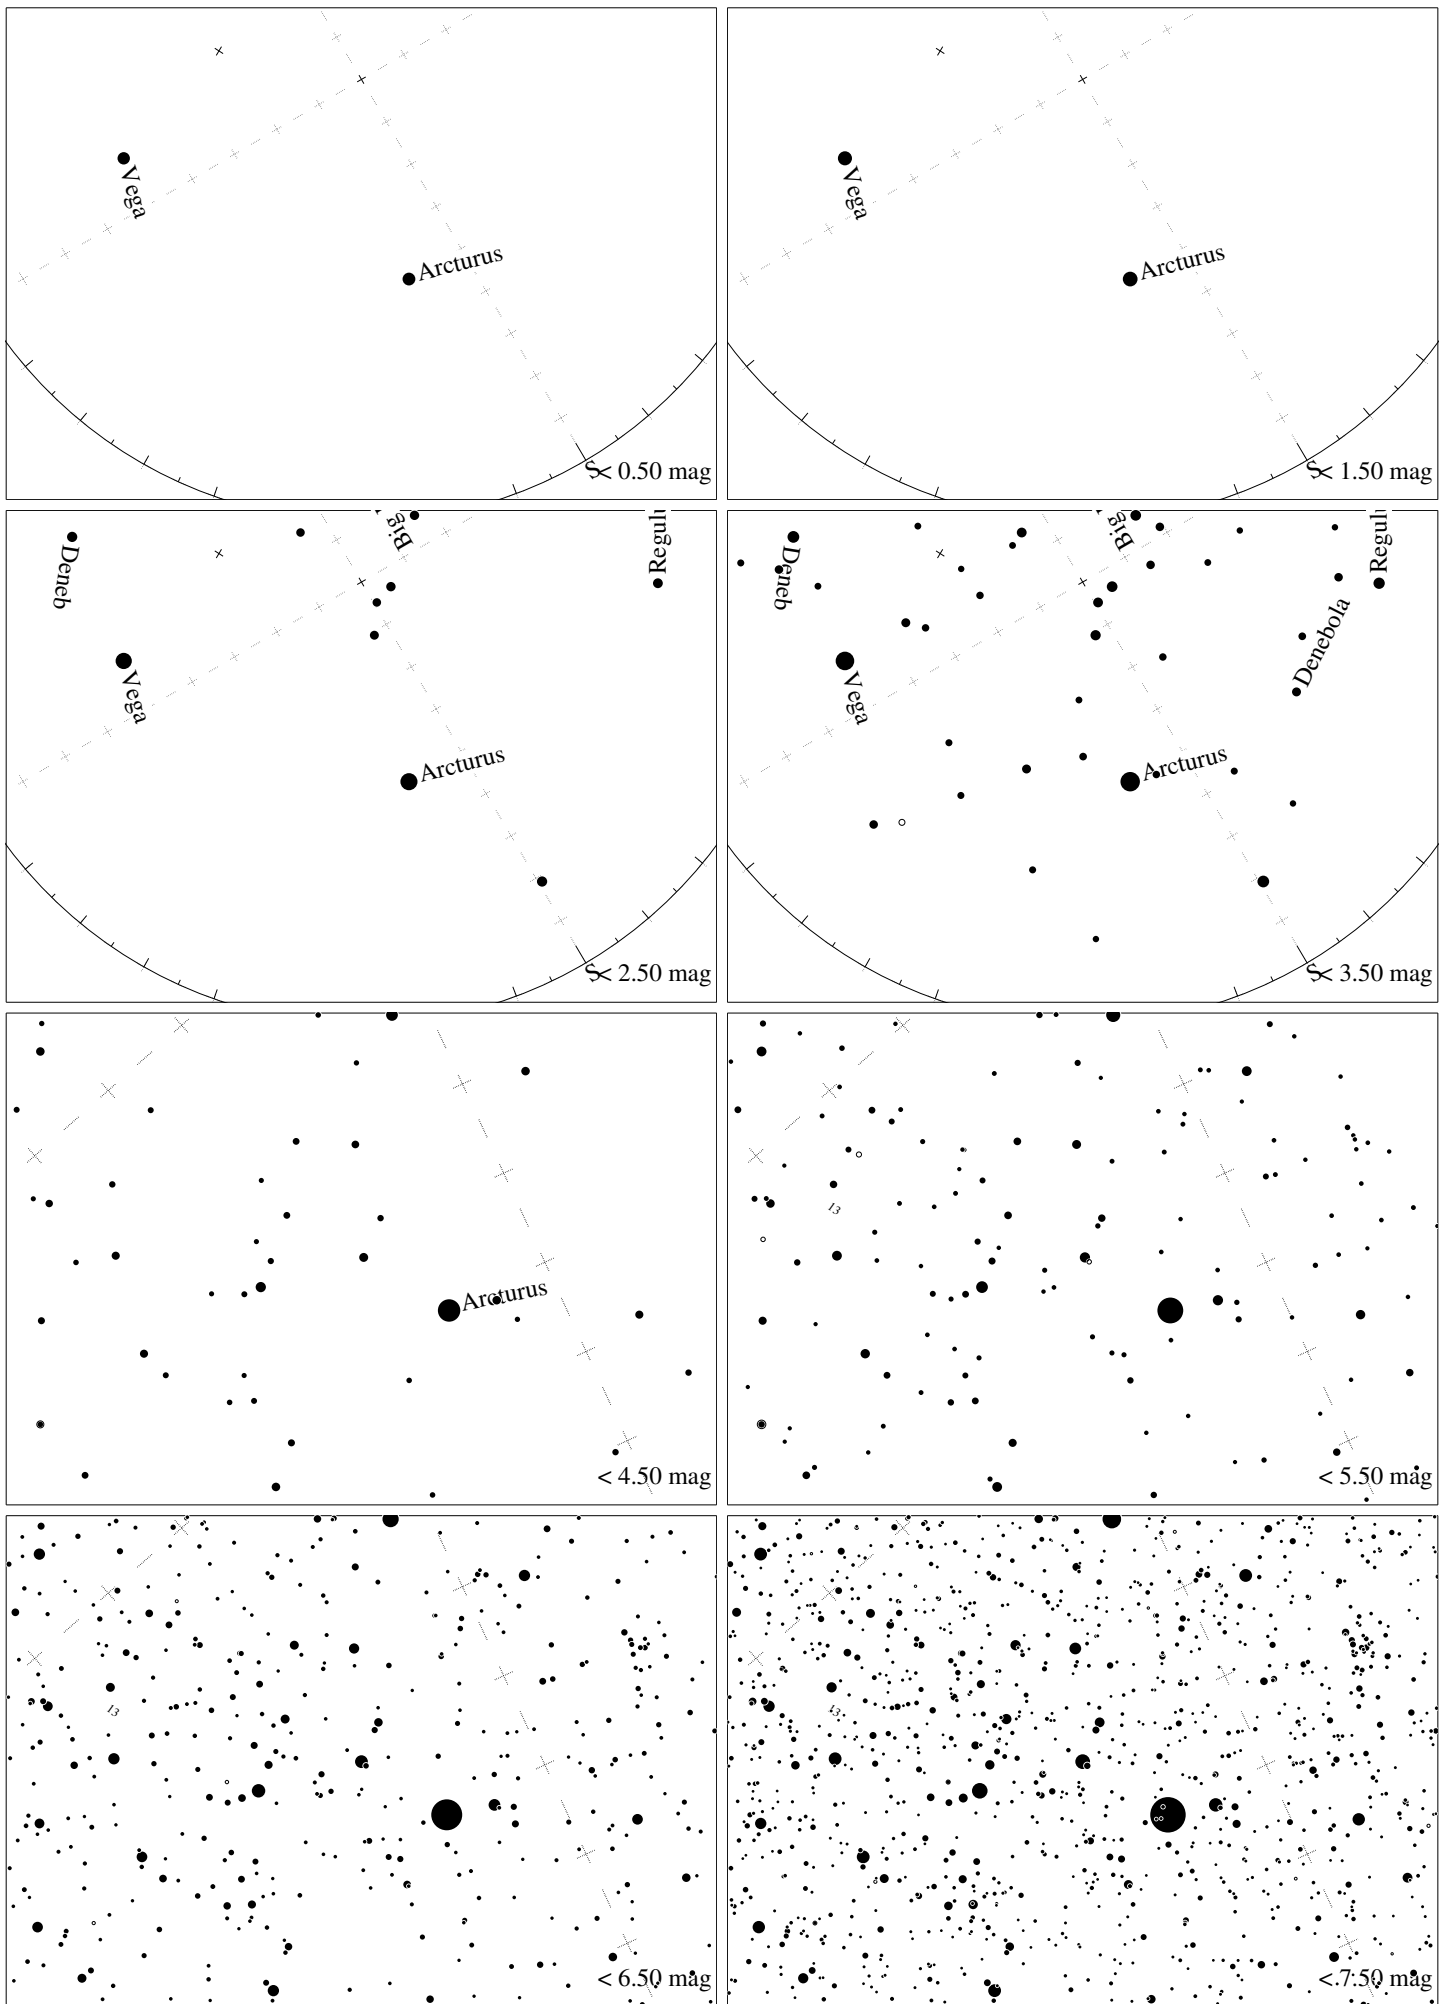 Vega
Arcturus
S
< 0.50 mag
Vega
Arcturus
S
< 1.50 mag
Big
Regul
Deneb
Vega
Arcturus
S
< 2.50 mag
Big
Regul
Deneb
Denebola
Vega
Arcturus
S
< 3.50 mag
Arcturus
< 4.50 mag
13
< 5.50 mag
13
< 6.50 mag
13
< 7.50 mag